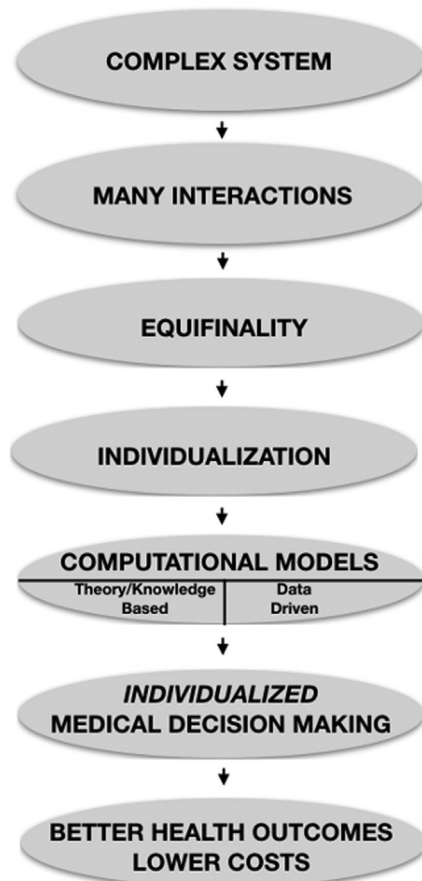 COMPLEX SYSTEM
MANY INTERACTIONS
EQUIFINALITY
INDIVIDUALIZATION
COMPUTATIONAL MODELS
Theory/Knowledge
Based
Data
Driven
INDIVIDUALIZED
MEDICAL DECISION MAKING
BETTER HEALTH OUTCOMES
LOWER COSTS